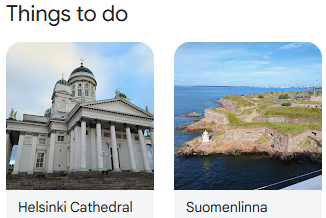 Things to do
Helsinki Cathedral
Suomenlinna